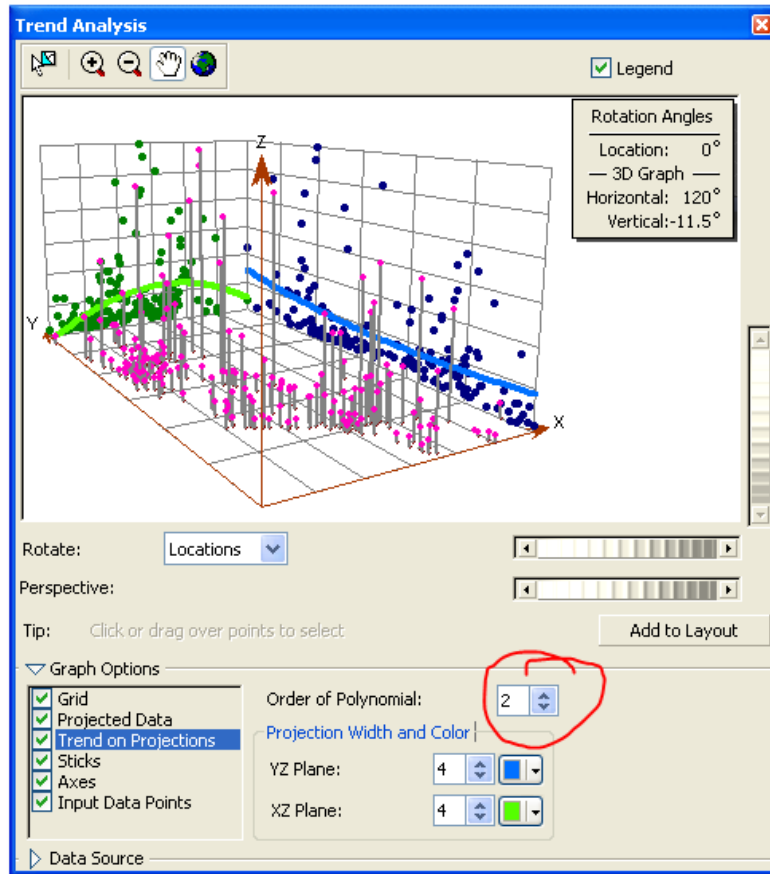 Trend Analysis
Legend
Rotation Angles
Location: 0°
— 3D Graph —
Horizontal: 120°
Vertical:-11.5°
Z
Y
X
Rotate: Locations
Perspective:
Tip: Click or drag over points to select
Add to Layout
Graph Options
Grid
Projected Data
Trend on Projections
Sticks
Axes
Input Data Points
Order of Polynomial: 2
Projection Width and Color
YZ Plane: 4
XZ Plane: 4
Data Source